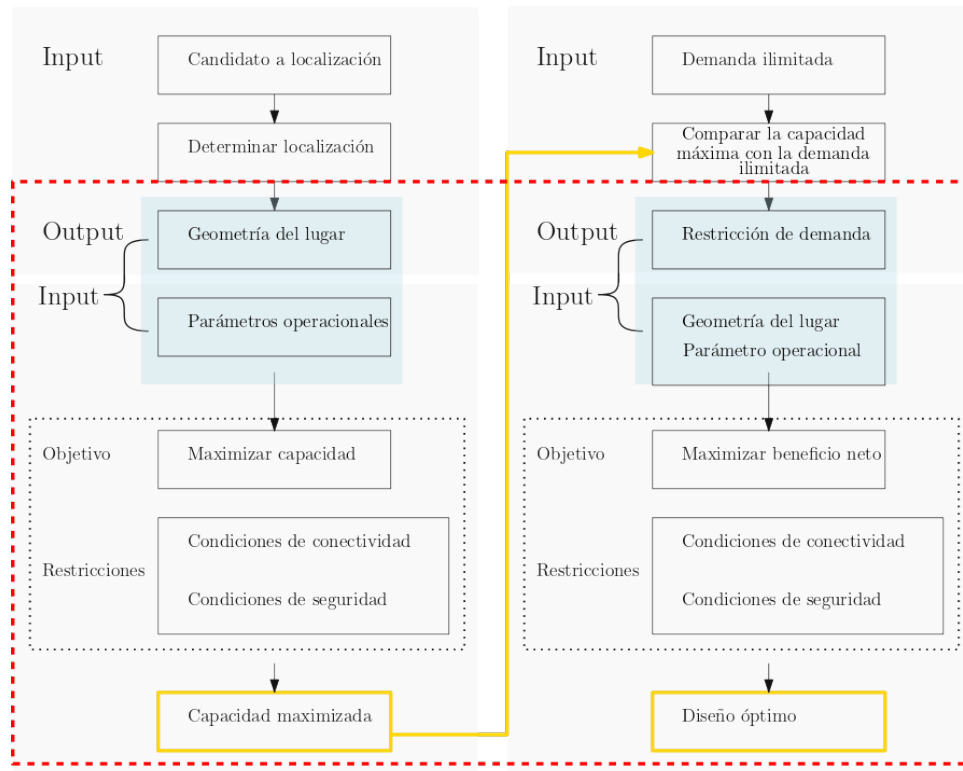 Input
Candidato a localización
Determinar localización
Output
Geometría del lugar
Input
Parámetros operacionales
Objetivo
Maximizar capacidad
Condiciones de conectividad
Restricciones
Condiciones de seguridad
Capacidad maximizada
Input
Demanda ilimitada
Comparar la capacidad
máxima con la demanda
ilimitada
Output
Restricción de demanda
Input
Geometría del lugar
Parámetro operacional
Objetivo
Maximizar beneficio neto
Condiciones de conectividad
Restricciones
Condiciones de seguridad
Diseño óptimo